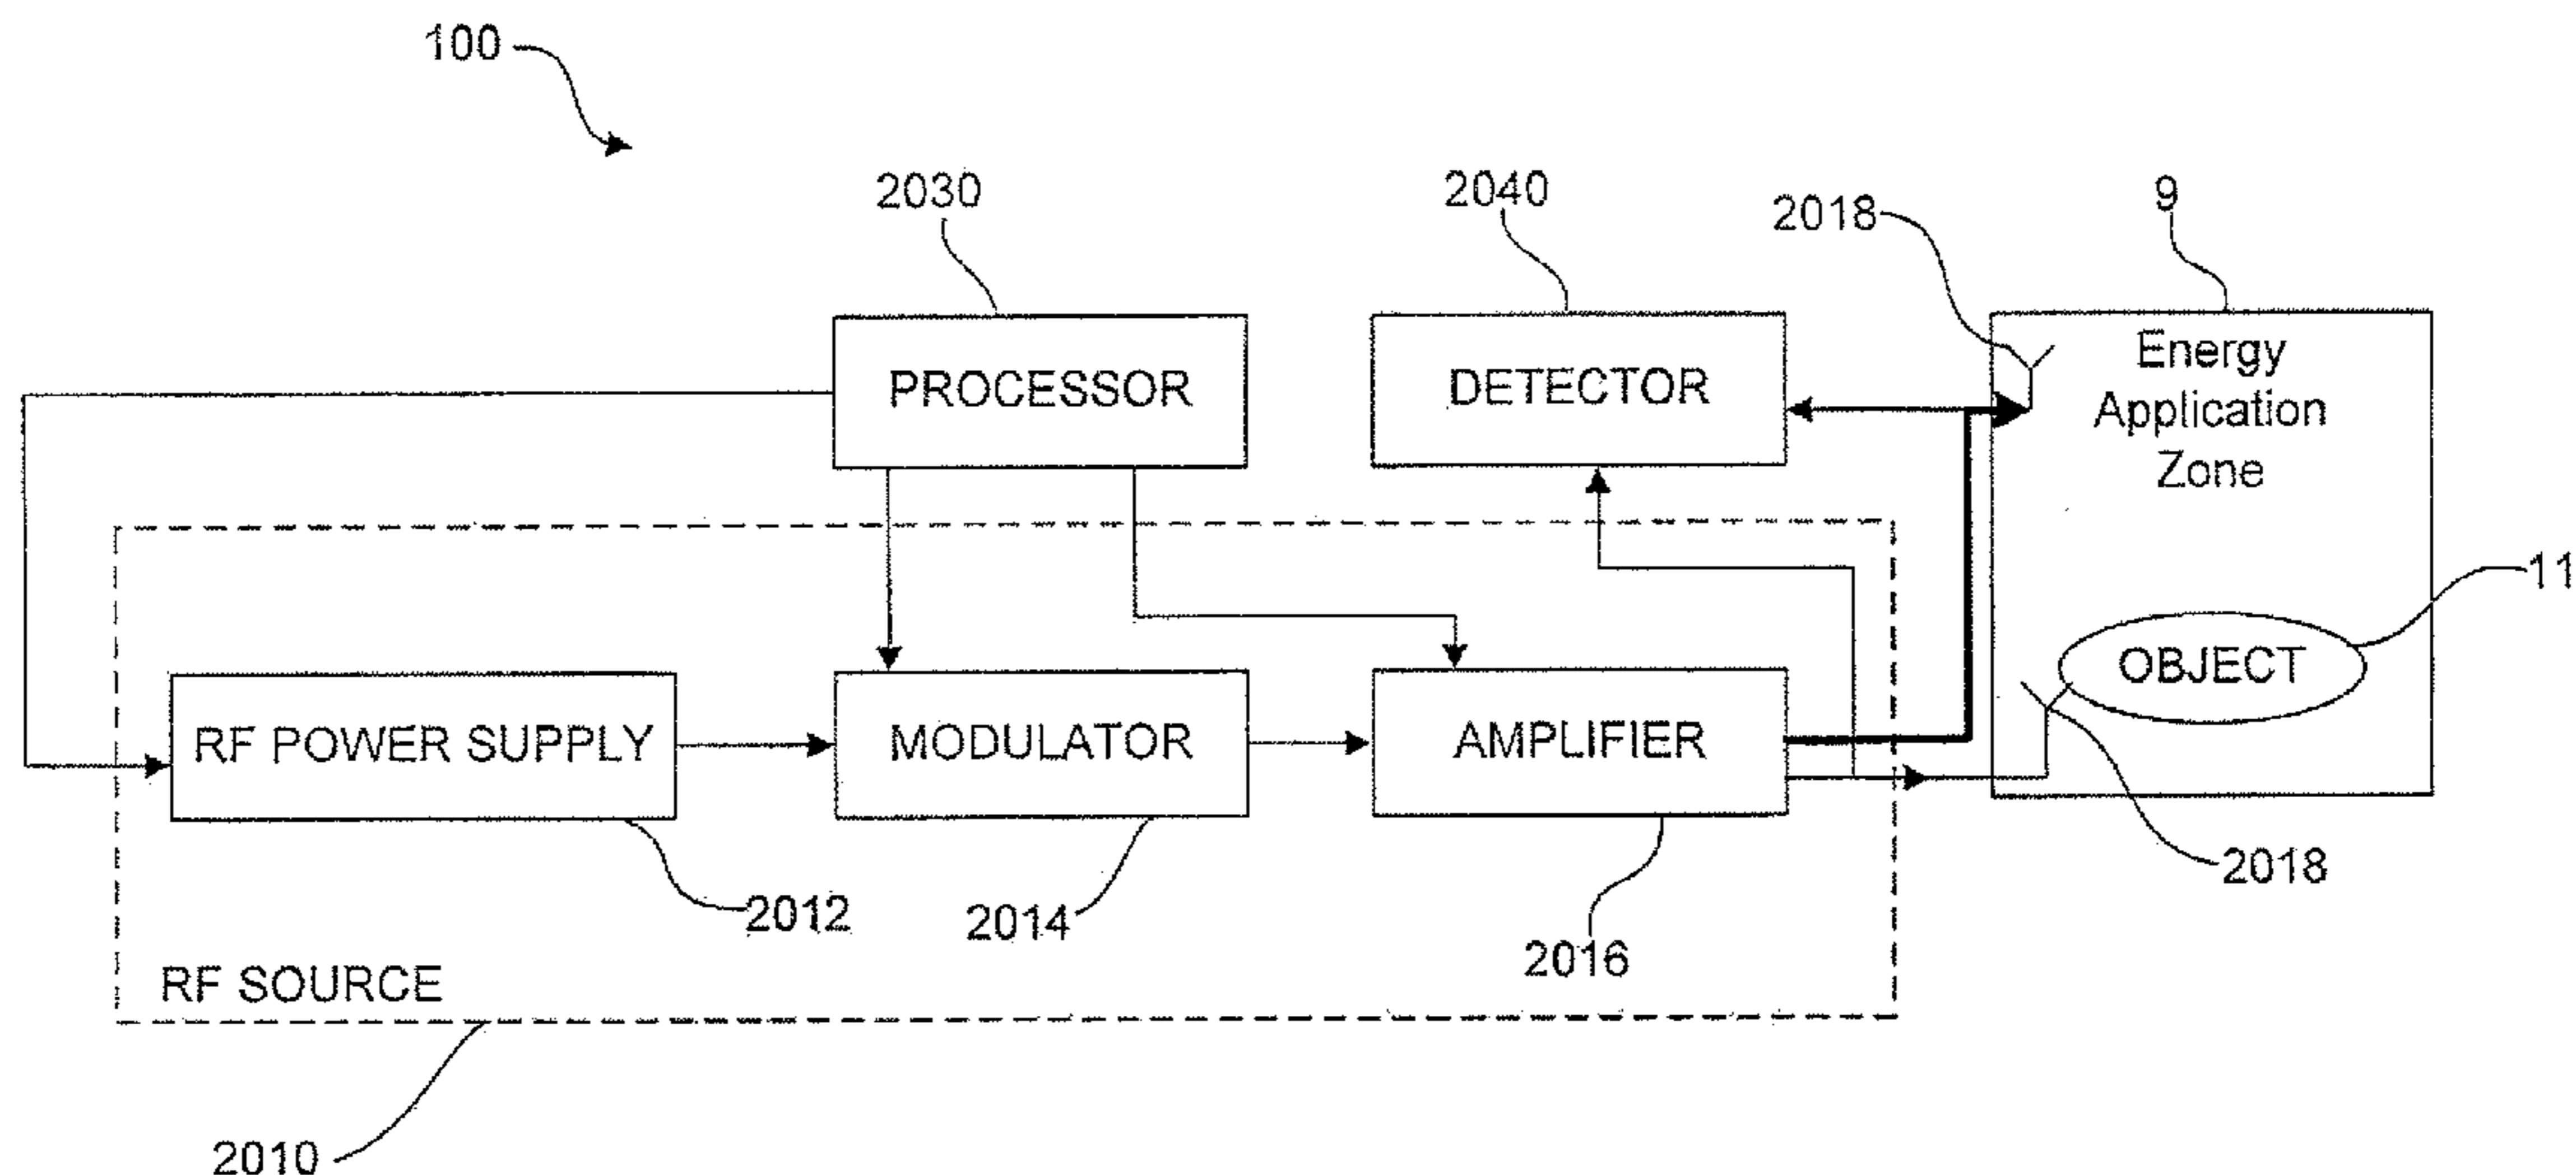 100
2030
2040
2018
9
PROCESSOR
DETECTOR
Energy
Application
Zone
11
OBJECT
RF POWER SUPPLY
MODULATOR
AMPLIFIER
2018
2012
2014
2016
RF SOURCE
2010